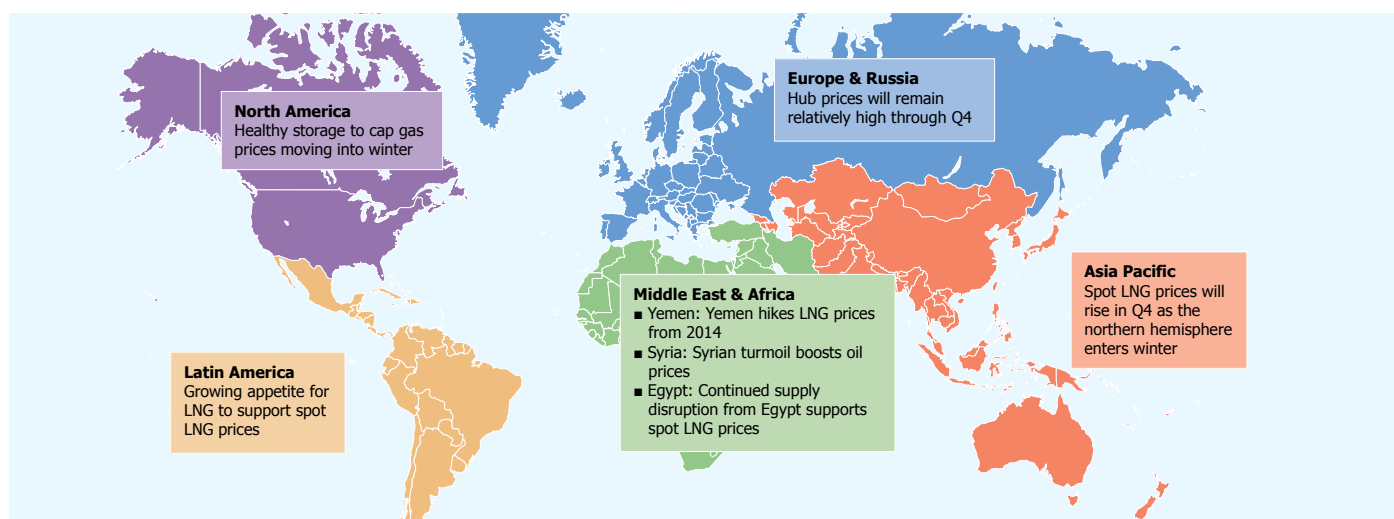 North America
Healthy storage to cap gas
prices moving into winter
Europe & Russia
Hub prices will remain
relatively high through Q4
Middle East & Africa
■ Yemen: Yemen hikes LNG prices
from 2014
■ Syria: Syrian turmoil boosts oil
prices
■ Egypt: Continued supply
disruption from Egypt supports
spot LNG prices
Asia Pacific
Spot LNG prices will
rise in Q4 as the
northern hemisphere
enters winter
Latin America
Growing appetite for
LNG to support spot
LNG prices